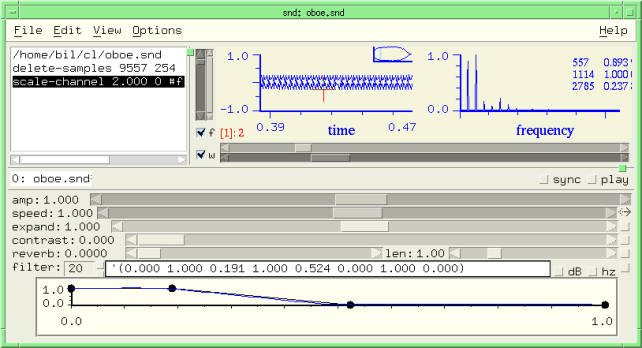 snd: oboe.snd
File Edit View Options Help
/home/bil/cl/oboe.snd
delete-samples 9557 254
scale-channel 2.000 0 #f
1.0
-1.0
0.39 time 0.47
1.0
0.0
frequency
557 0.893
1114 1.000
2785 0.237
f [1]: 2
w
0: oboe.snd
sync play
amp: 1.000
speed: 1.000
expand: 1.000
contrast: 0.000
reverb: 0.0000 len: 1.00
filter: 20 '(0.000 1.000 0.191 1.000 0.524 0.000 1.000 0.000) dB hz
1.0
0.0
0.0 1.0